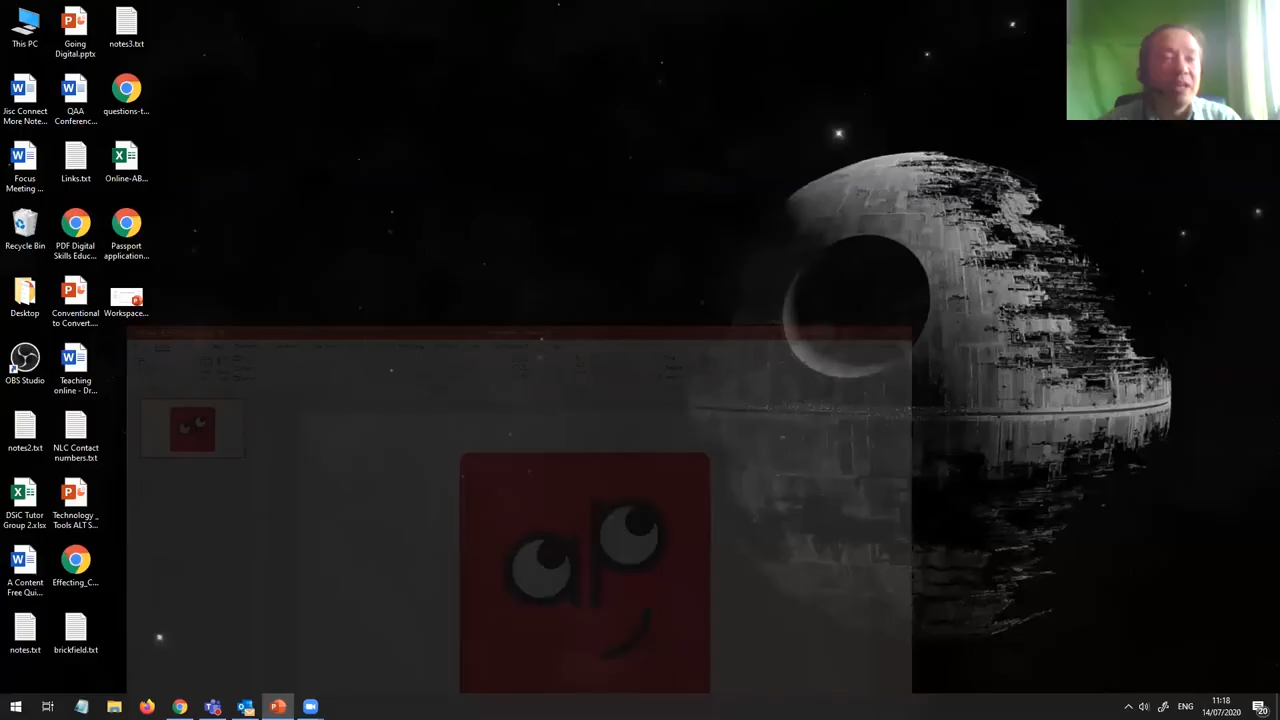 This PC
Going
Digital.pptx
notes3.txt
Jisc Connect
More Note...
QAA
Conferenc...
questions-t...
Focus
Meeting ...
Links.txt
Online-AB...
Recycle Bin
PDF Digital
Skills Educ...
Passport
application...
Desktop
Conventional
to Convert....
Workspace...
OBS Studio
Teaching
online - Dr...
notes2.txt
NLC Contact
numbers.txt
DSiC Tutor
Group 2.xlsx
Technology_
Tools ALT S...
A Content
Free Qui...
Effecting_C...
notes.txt
brickfield.txt
ENG
11:18
14/07/2020
20